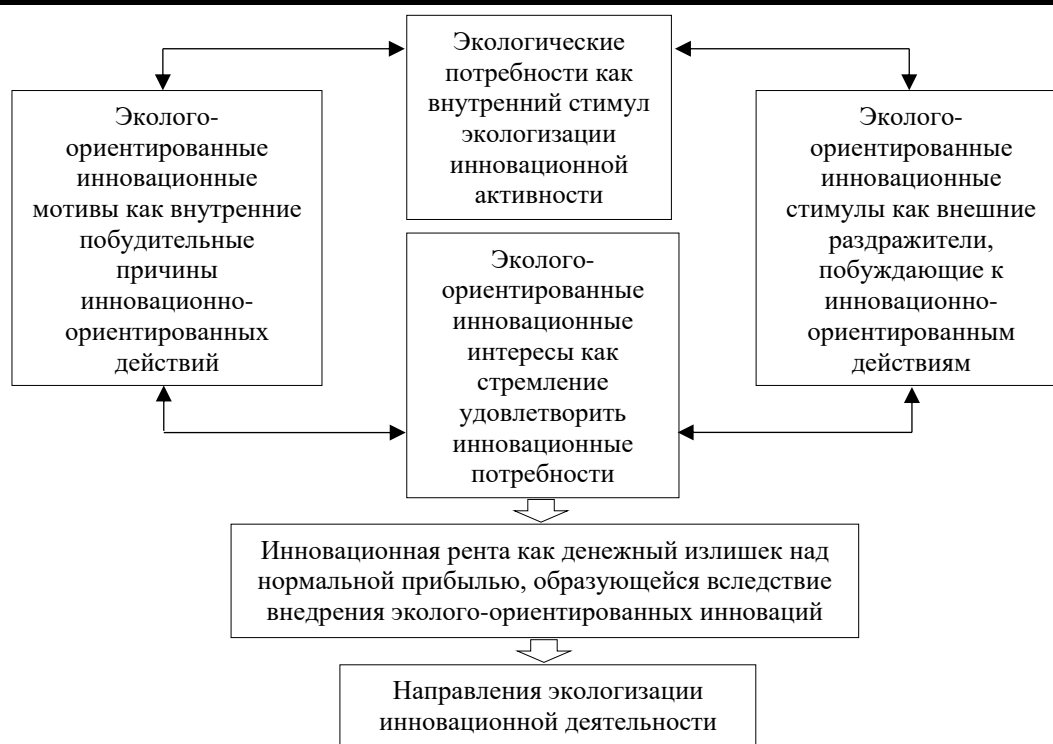 Экологические
потребности как
внутренний стимул
экологизации
инновационной
активности
Эколого-
ориентированные
инновационные
мотивы как внутренние
побудительные
причины
инновационно-
ориентированных
действий
Эколого-
ориентированные
инновационные
стимулы как внешние
раздражители,
побуждающие к
инновационно-
ориентированным
действиям
Эколого-
ориентированные
инновационные
интересы как
стремление
удовлетворить
инновационные
потребности
Инновационная рента как денежный излишек над
нормальной прибылью, образующейся вследствие
внедрения эколого-ориентированных инноваций
Направления экологизации
инновационной деятельности